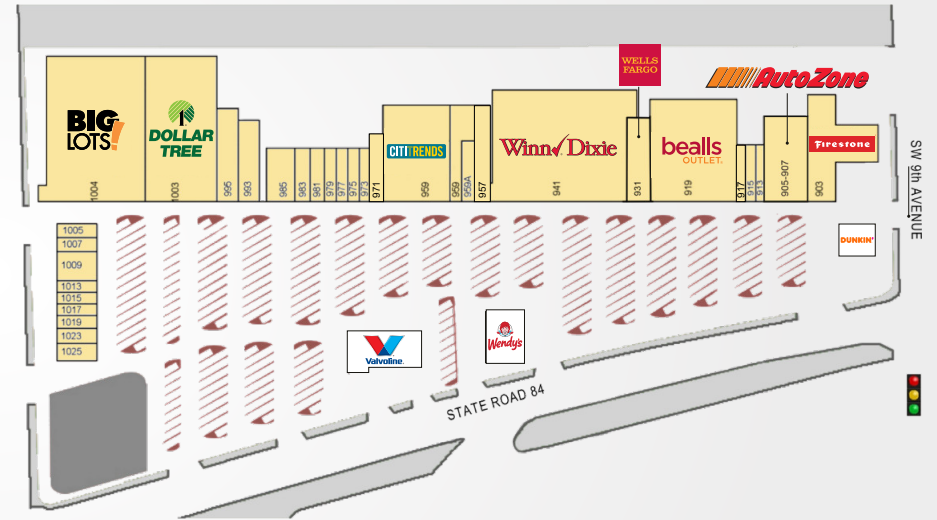 WELLS
FARGO
AutoZone
BIG
LOTS!
DOLLAR
TREE
CITITRENDS
Winn Dixie
bealls
OUTLET.
Firestone
1004
1003
995
993
985
983
981
979
977
975
973
971
959
959
959A
957
941
931
919
917
915
913
905-907
903
SW 9th AVENUE
1005
1007
1009
1013
1015
1017
1019
1023
1025
DUNKIN'
Valvoline
Wendy's
STATE ROAD 84